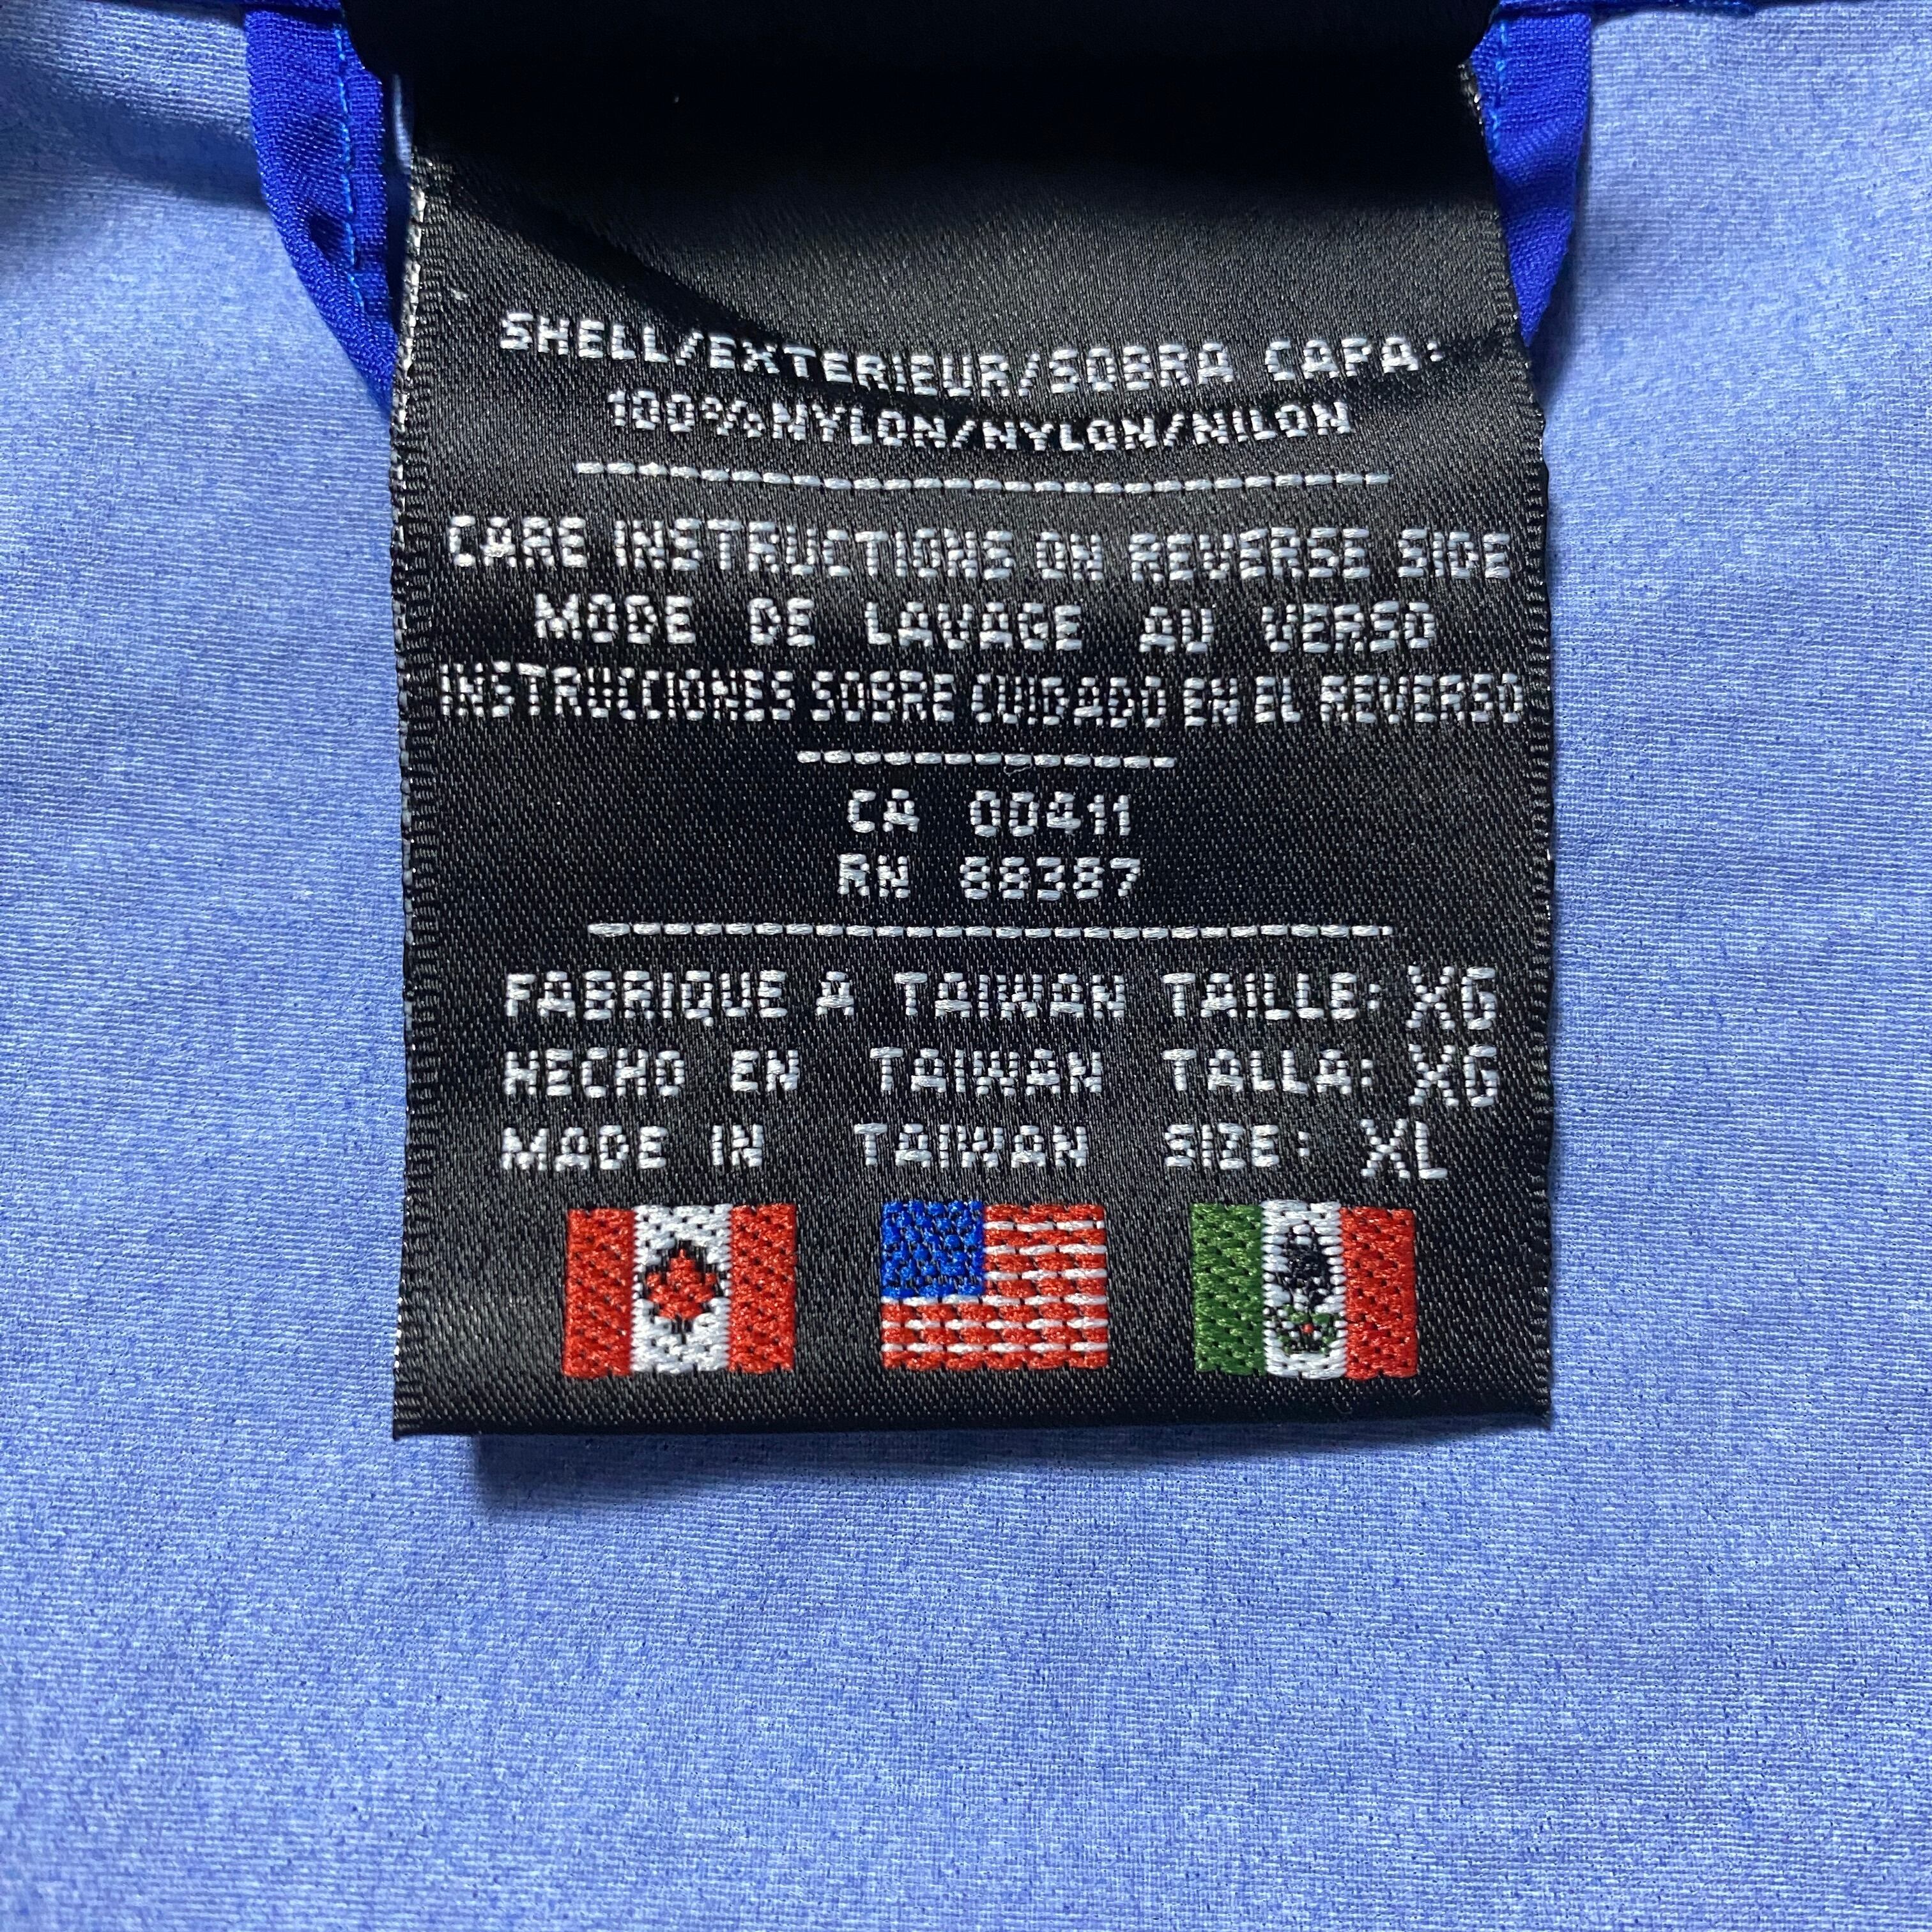 SHELL/EXTERIEUR/SOBRA CAPA:
100%NYLON/NYLON/NILON
CARE INSTRUCTIONS ON REVERSE SIDE
MODE DE LAVAGE AU VERSO
INSTRUCCIONES SOBRE CUIDADO EN EL REVERSO
CA 00411
RN 88387
FABRIQUE A TAIWAN TAILLE: XG
HECHO EN TAIWAN TALLA: XG
MADE IN TAIWAN SIZE: XL